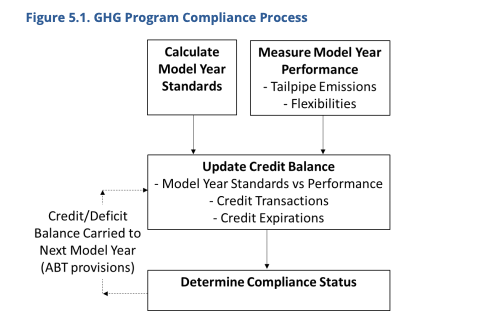 Figure 5.1. GHG Program Compliance Process
Calculate
Model Year
Standards
Measure Model Year
Performance
- Tailpipe Emissions
- Flexibilities
Update Credit Balance
- Model Year Standards vs Performance
- Credit Transactions
- Credit Expirations
Credit/Deficit
Balance Carried to
Next Model Year
(ABT provisions)
Determine Compliance Status